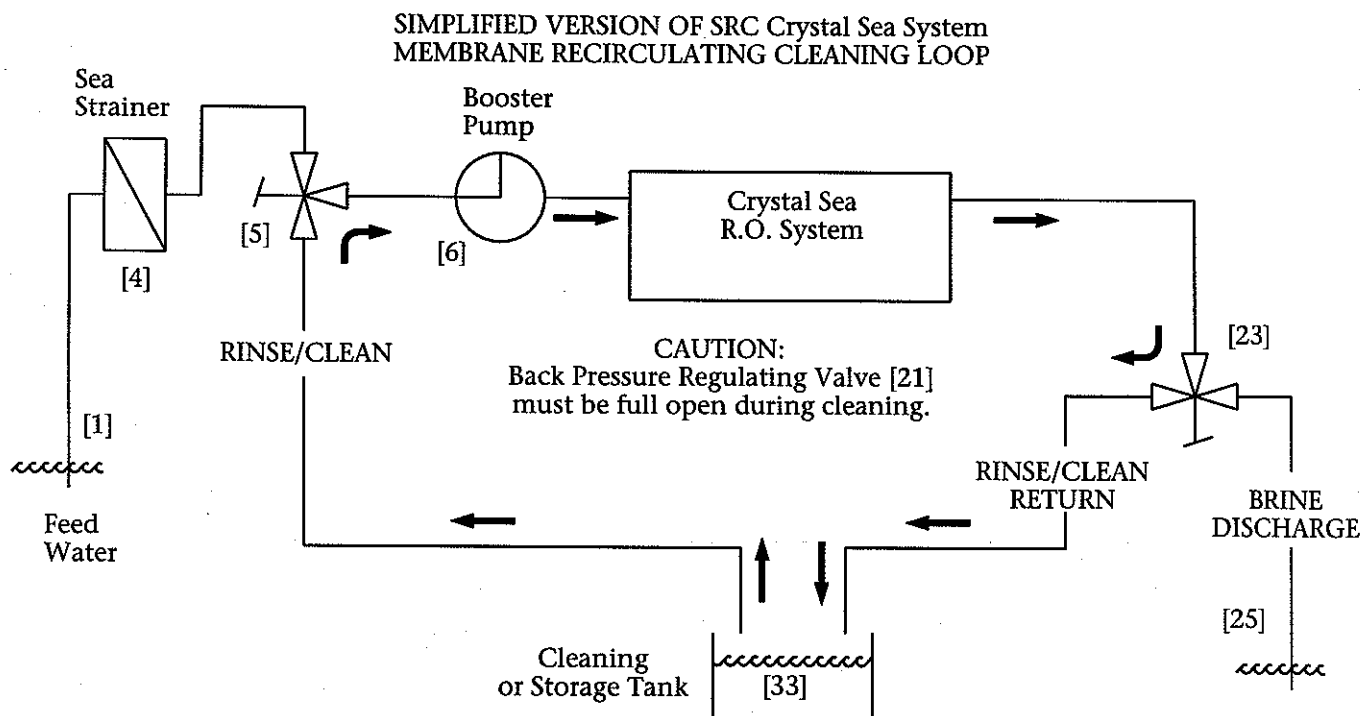 SIMPLIFIED VERSION OF SRC Crystal Sea System
MEMBRANE RECIRCULATING CLEANING LOOP
Sea
Strainer
Booster
Pump
Crystal Sea
R.O. System
[5]
[6]
[4]
[23]
RINSE/CLEAN
CAUTION:
Back Pressure Regulating Valve [21]
must be full open during cleaning.
[1]
RINSE/CLEAN
RETURN
BRINE
DISCHARGE
Feed
Water
[25]
Cleaning
or Storage Tank
[33]